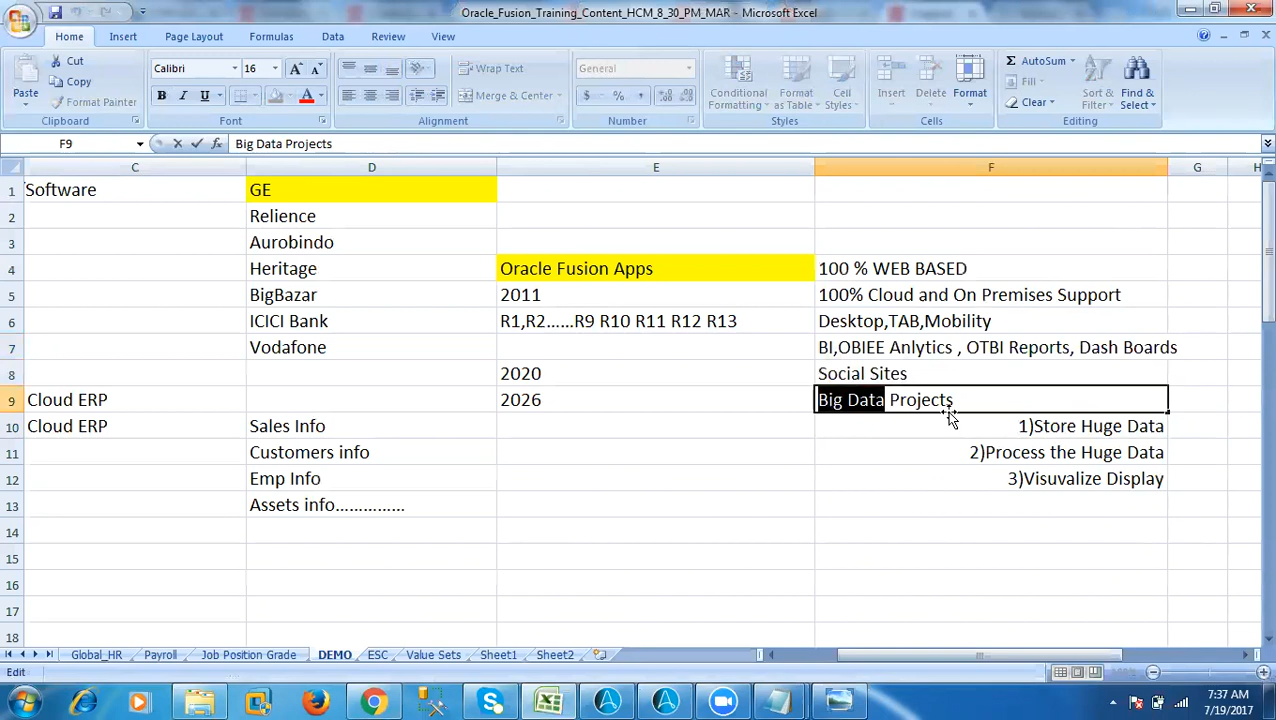 Oracle_Fusion_Training_Content_HCM_8_30_PM_MAR - Microsoft Excel
Home Insert Page Layout Formulas Data Review View
Paste
Cut
Copy
Format Painter
Clipboard
Calibri 16
B I U
Font
Wrap Text
Merge & Center
Alignment
General
$ % ,
Number
Conditional Formatting
Format as Table
Cell Styles
Styles
Insert
Delete
Format
Cells
AutoSum
Fill
Clear
Sort & Filter
Find & Select
Editing
F9 fx Big Data Projects
C D E F G H
1 Software GE
2 Relience
3 Aurobindo
4 Heritage Oracle Fusion Apps 100 % WEB BASED
5 BigBazar 2011 100% Cloud and On Premises Support
6 ICICI Bank R1,R2......R9 R10 R11 R12 R13 Desktop,TAB,Mobility
7 Vodafone BI,OBIEE Anlytics , OTBI Reports, Dash Boards
8 2020 Social Sites
9 Cloud ERP 2026 Big Data Projects
10 Cloud ERP Sales Info 1)Store Huge Data
11 Customers info 2)Process the Huge Data
12 Emp Info 3)Visuvalize Display
13 Assets info...............
14
15
16
17
18
Global_HR Payroll Job Position Grade DEMO ESC Value Sets Sheet1 Sheet2
Edit
7:37 AM
7/19/2017